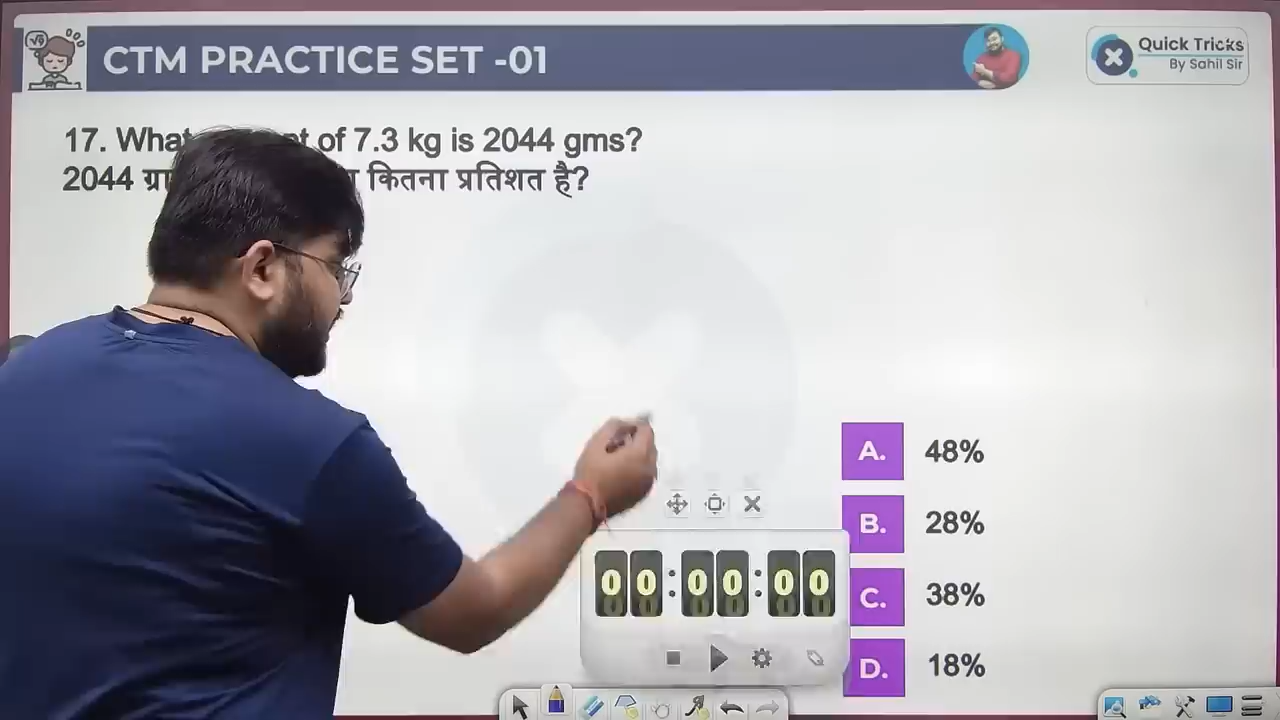 CTM PRACTICE SET -01
Quick Tricks
By Sahil Sir
17. What of 7.3 kg is 2044 gms?
2044 कितना प्रतिशत है?
A. 48%
B. 28%
C. 38%
D. 18%
00:00:00